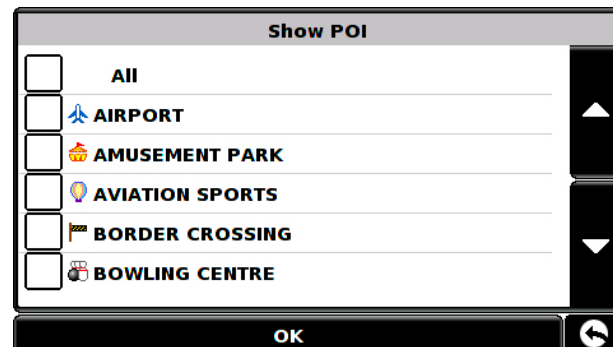 Show POI
All
AIRPORT
AMUSEMENT PARK
AVIATION SPORTS
BORDER CROSSING
BOWLING CENTRE
OK